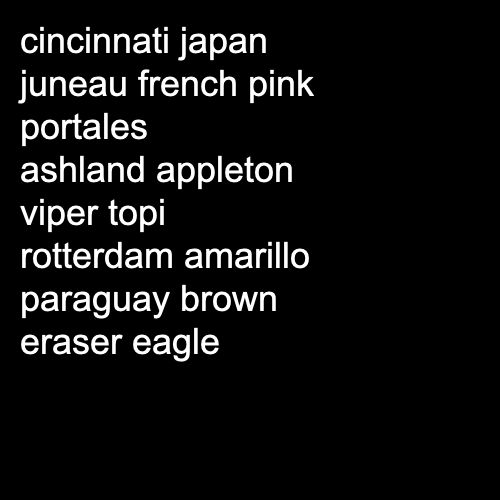 cincinnati japan
juneau french pink
portales
ashland appleton
viper topi
rotterdam amarillo
paraguay brown
eraser eagle